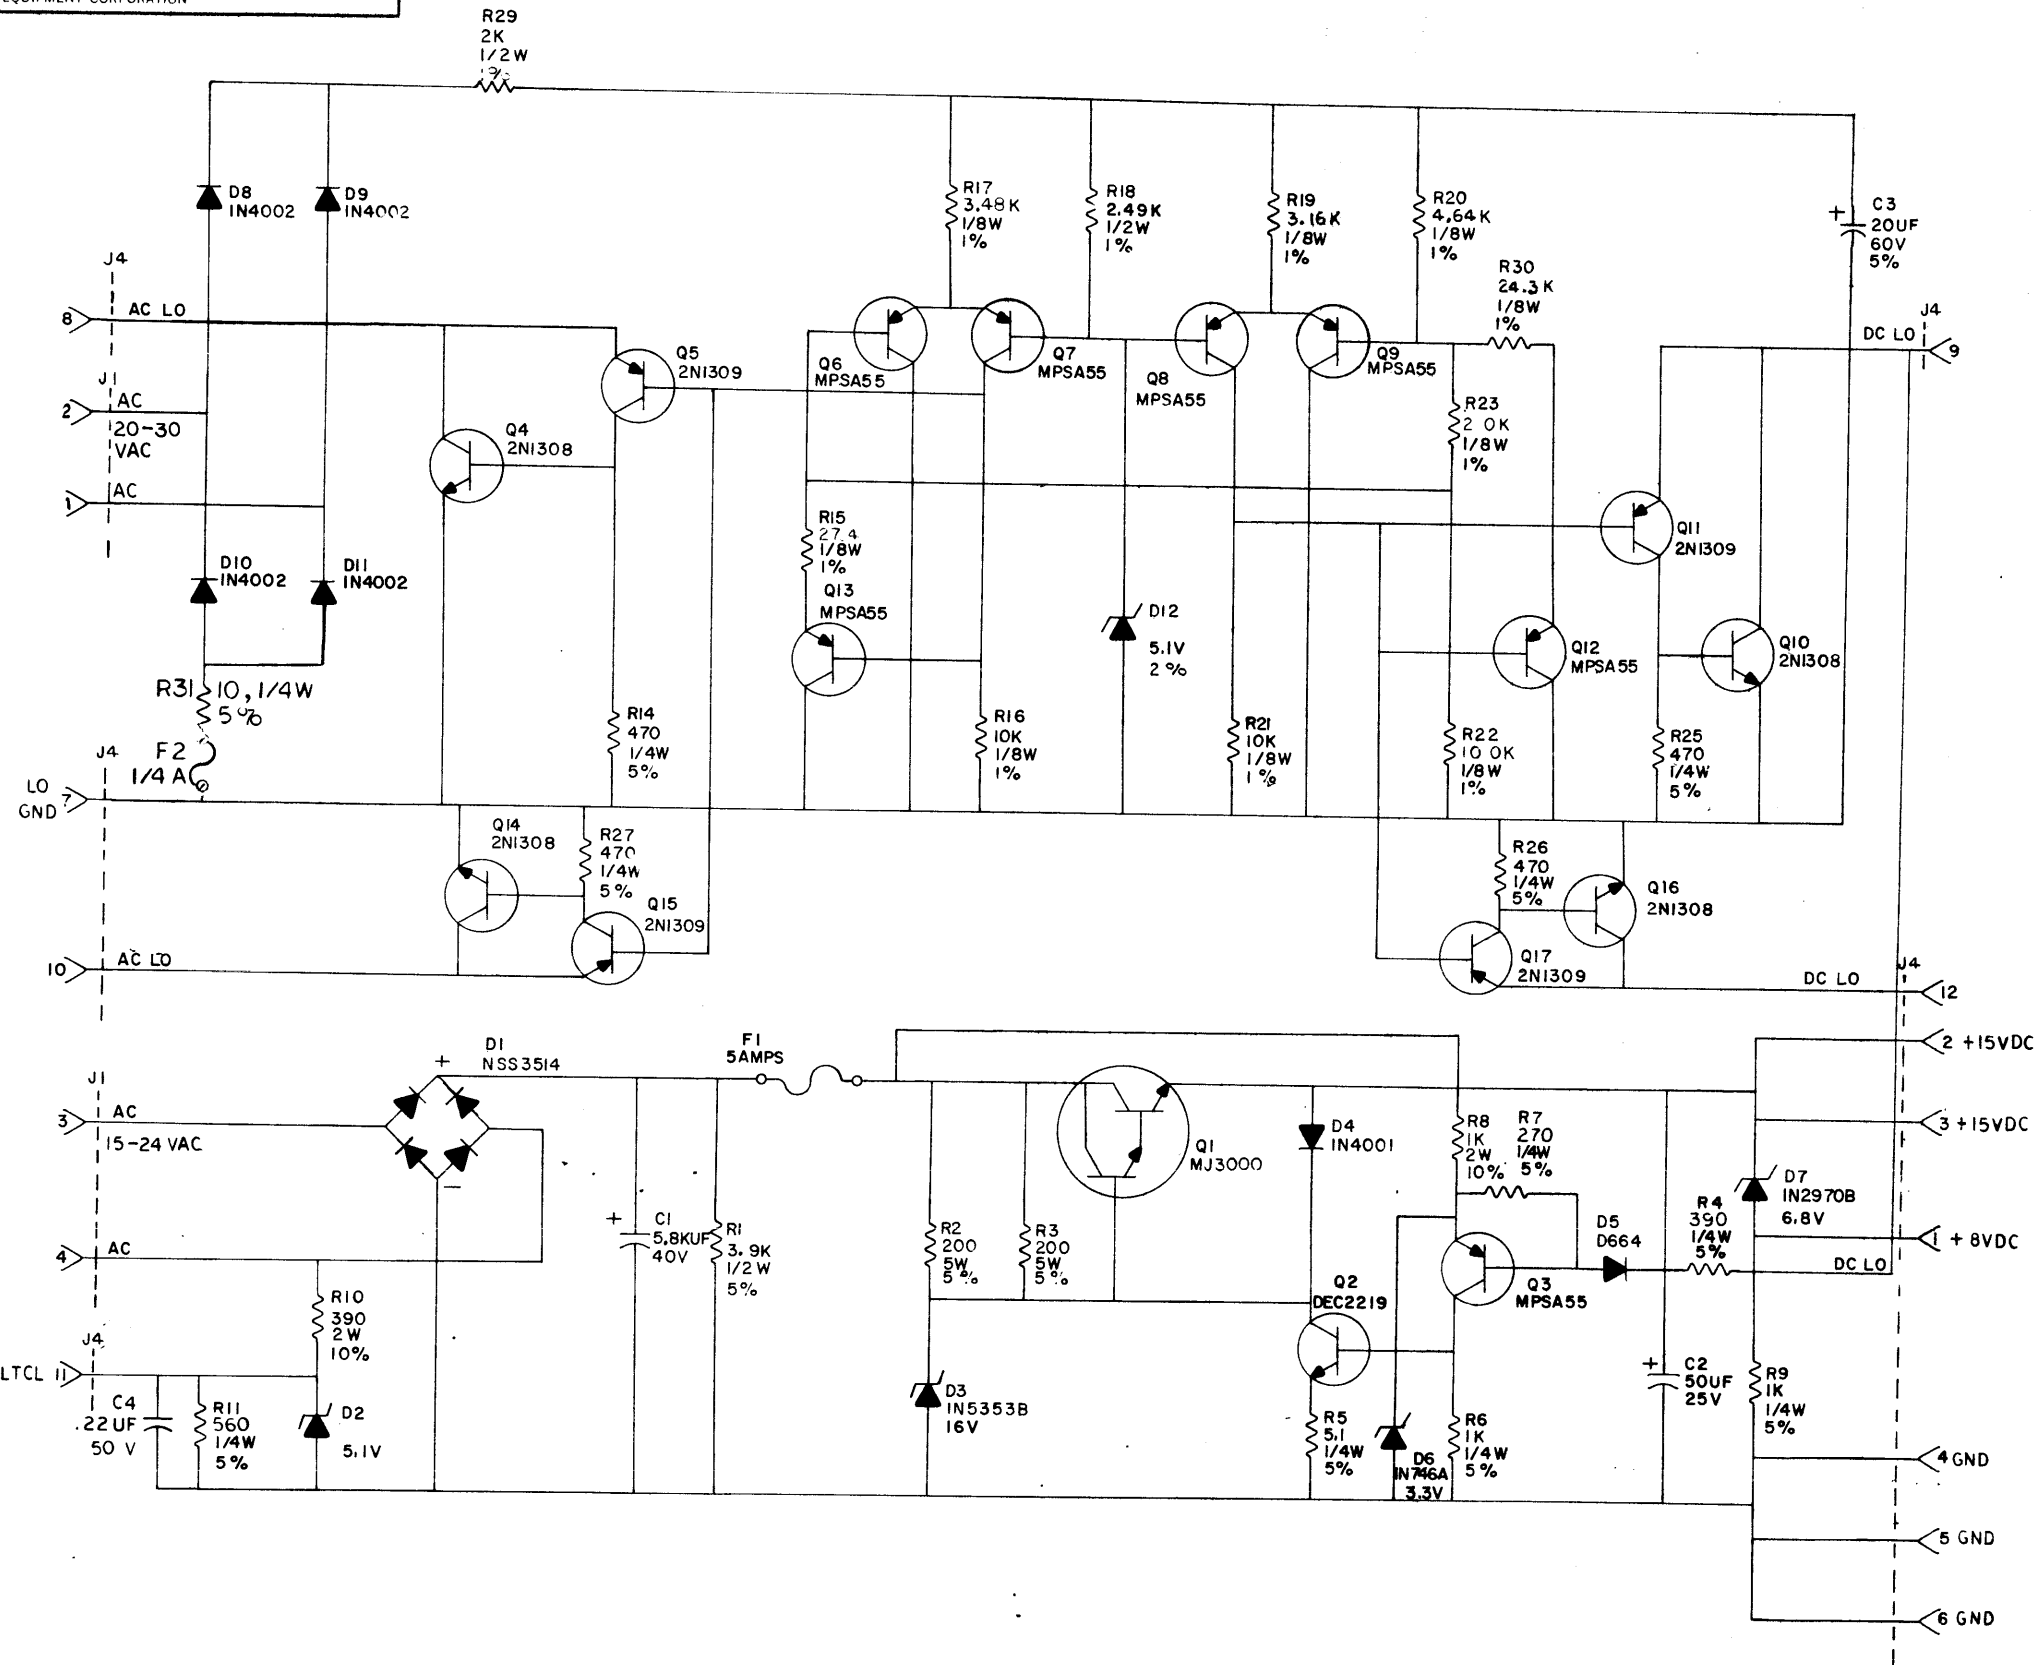 EQUIPMENT CORPORATION
R29
2K
1/2W
1%
D8
IN4002
D9
IN4002
R17
3.48K
1/8W
1%
R18
2.49K
1/2W
1%
R19
3.16K
1/8W
1%
R20
4.64K
1/8W
1%
C3
+
20UF
60V
5%
R30
24.3K
1/8W
1%
J4
8
AC LO
J1
2
AC
20-30
VAC
1
AC
Q5
2N1309
Q4
2N1308
Q6
MPSA55
Q7
MPSA55
Q8
MPSA55
Q9
MPSA55
J4
DC LO
9
R23
2 0K
1/8W
1%
R15
27.4
1/8W
1%
Q13
MPSA55
Q11
2N1309
D10
IN4002
D11
IN4002
D12
5.1V
2%
Q12
MPSA55
Q10
2N1308
R31
10, 1/4W
5%
F2
1/4 A
R14
470
1/4W
5%
R16
10K
1/8W
1%
R21
10K
1/8W
1%
R22
10 0K
1/8W
1%
R25
470
1/4W
5%
J4
LO
GND
7
Q14
2N1308
R27
470
1/4W
5%
Q15
2N1309
R26
470
1/4W
5%
Q16
2N1308
Q17
2N1309
10
AC LO
J4
DC LO
12
2 +15VDC
D1
NSS3514
+
−
F1
5AMPS
J1
3
AC
15-24 VAC
4
AC
Q1
MJ3000
D4
IN4001
R8
1K
2W
10%
R7
270
1/4W
5%
3 +15VDC
D7
IN2970B
6.8V
+
C1
5.8KUF
40V
R1
3.9K
1/2W
5%
R2
200
5W
5%
R3
200
5W
5%
D5
D664
R4
390
1/4W
5%
1 +8VDC
DC LO
Q2
DEC2219
Q3
MPSA55
R10
390
2W
10%
J4
LTCL 11
C4
.22UF
50 V
R11
560
1/4W
5%
D2
5.1V
D3
IN5353B
16V
R5
5.1
1/4W
5%
D6
IN746A
3.3V
R6
1K
1/4W
5%
+
C2
50UF
25V
R9
1K
1/4W
5%
4 GND
5 GND
6 GND